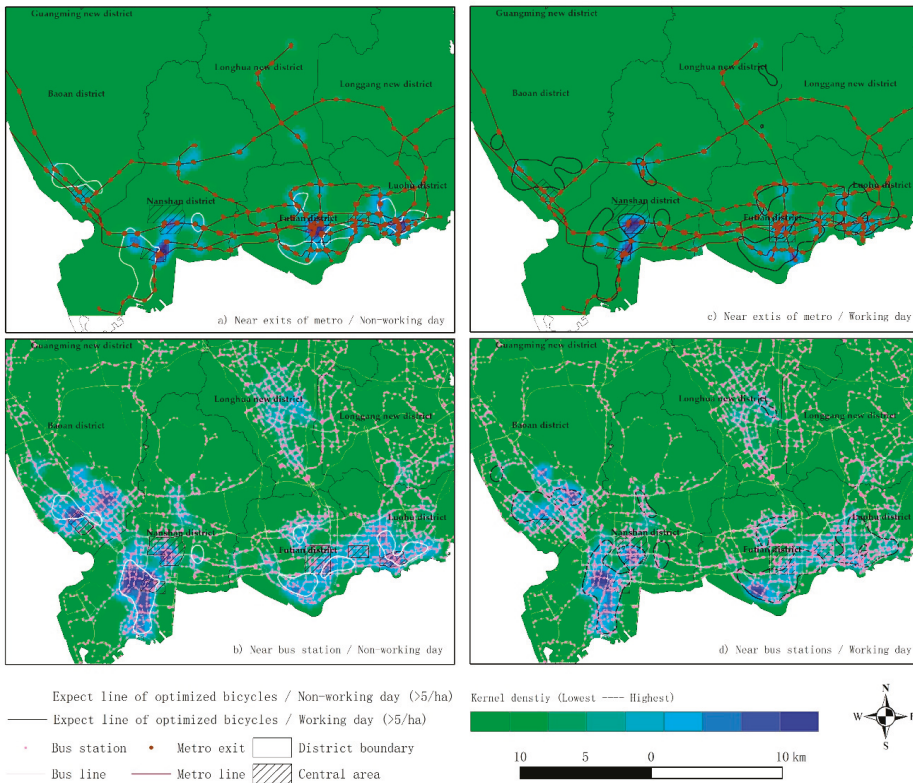 Guangming new district
Longhua new district
Longgang new district
Baoan district
Luohu district
Nanshan district
Futian district
a) Near exits of metro / Non-working day
Guangming new district
Longhua new district
Longgang new district
Baoan district
Luohu district
Nanshan district
Futian district
c) Near extis of metro / Working day
Guangming new district
Longhua new district
Longgang new district
Baoan district
Luohu district
Nanshan district
Futian district
b) Near bus station / Non-working day
Guangming new district
Longhua new district
Longgang new district
Baoan district
Luohu district
Nanshan district
Futian district
d) Near bus stations / Working day
Expect line of optimized bicycles / Non-working day (>5/ha)
Expect line of optimized bicycles / Working day (>5/ha)
Bus station Metro exit District boundary
Bus line Metro line Central area
Kernel denstiy (Lowest ---- Highest)
10 5 0 10 km
N
W E
S